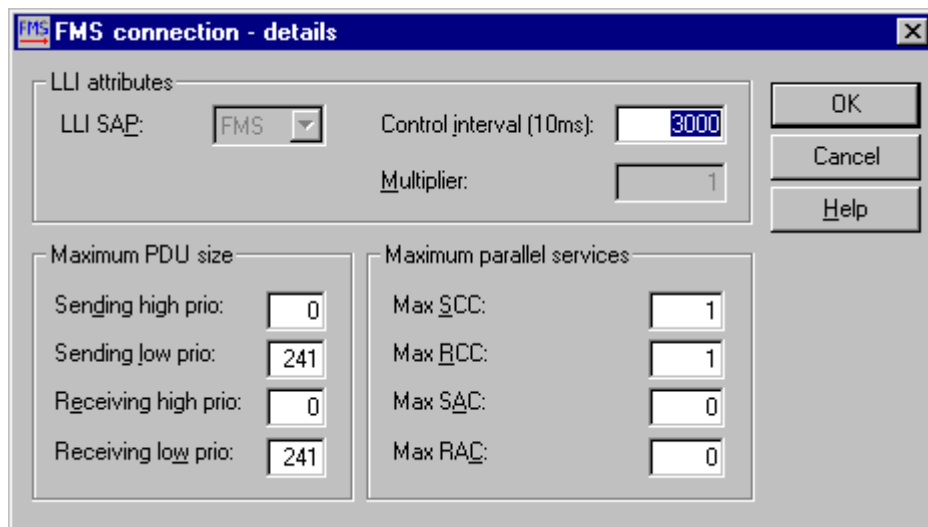 FMS FMS connection - details
LLI attributes
LLI SAP: FMS Control interval (10ms): 3000
Multiplier: 1
OK
Cancel
Help
Maximum PDU size
Sending high prio: 0
Sending low prio: 241
Receiving high prio: 0
Receiving low prio: 241
Maximum parallel services
Max SCC: 1
Max RCC: 1
Max SAC: 0
Max RAC: 0